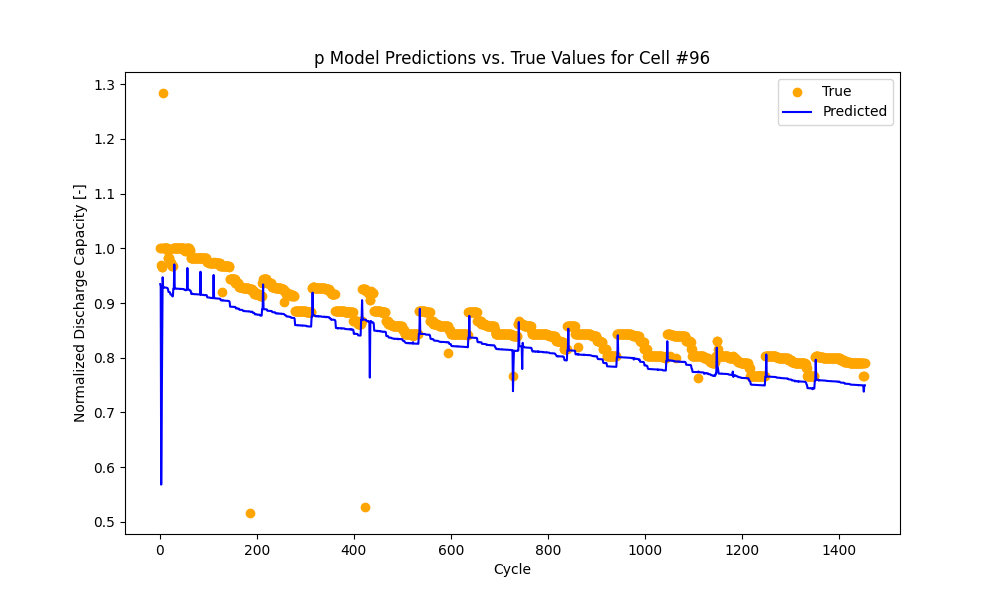 p Model Predictions vs. True Values for Cell #96
True
Predicted
Normalized Discharge Capacity [-]
1.3
1.2
1.1
1.0
0.9
0.8
0.7
0.6
0.5
0 200 400 600 800 1000 1200 1400
Cycle